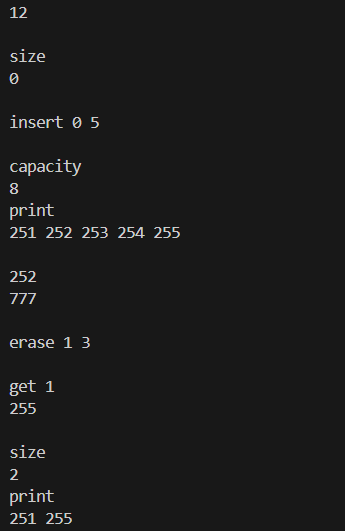 12
size
0
insert 0 5
capacity
8
print
251 252 253 254 255
252
777
erase 1 3
get 1
255
size
2
print
251 255